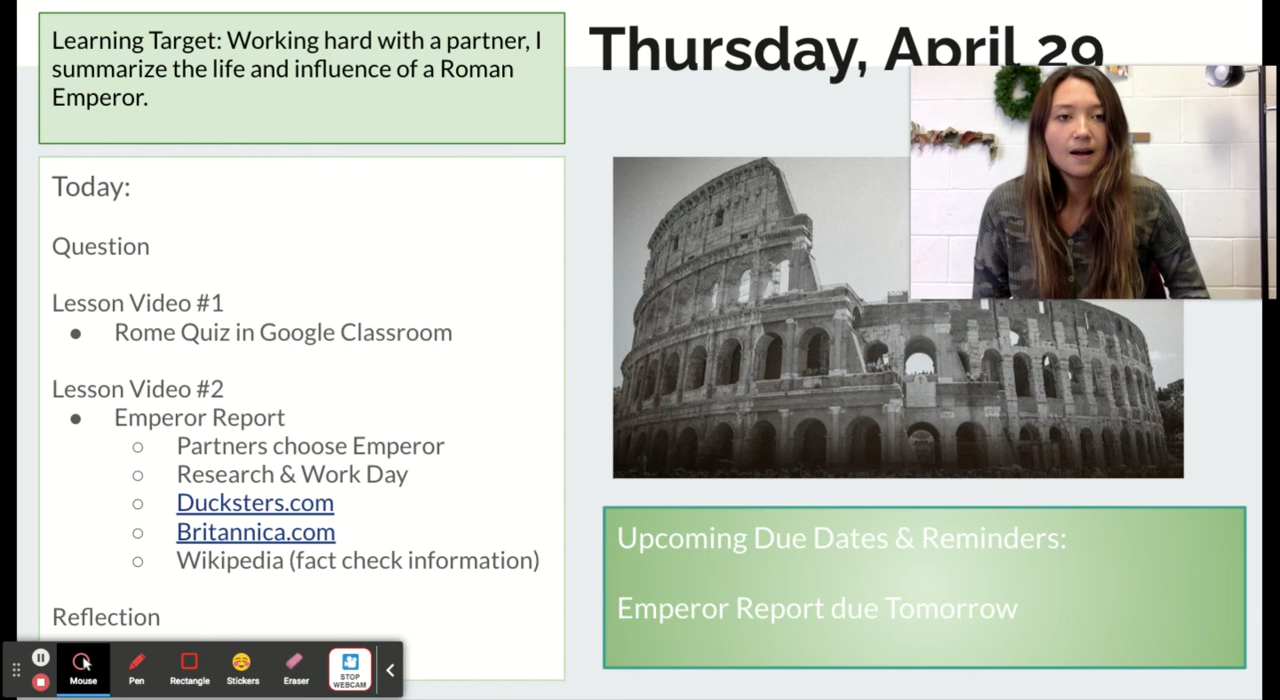 Learning Target: Working hard with a partner, I
summarize the life and influence of a Roman
Emperor.
Thursday, April 29
Today:
Question
Lesson Video #1
● Rome Quiz in Google Classroom
Lesson Video #2
● Emperor Report
○ Partners choose Emperor
○ Research & Work Day
○ Ducksters.com
○ Britannica.com
○ Wikipedia (fact check information)
Reflection
Upcoming Due Dates & Reminders:
Emperor Report due Tomorrow
Mouse
Pen
Rectangle
Stickers
Eraser
STOP
WEBCAM